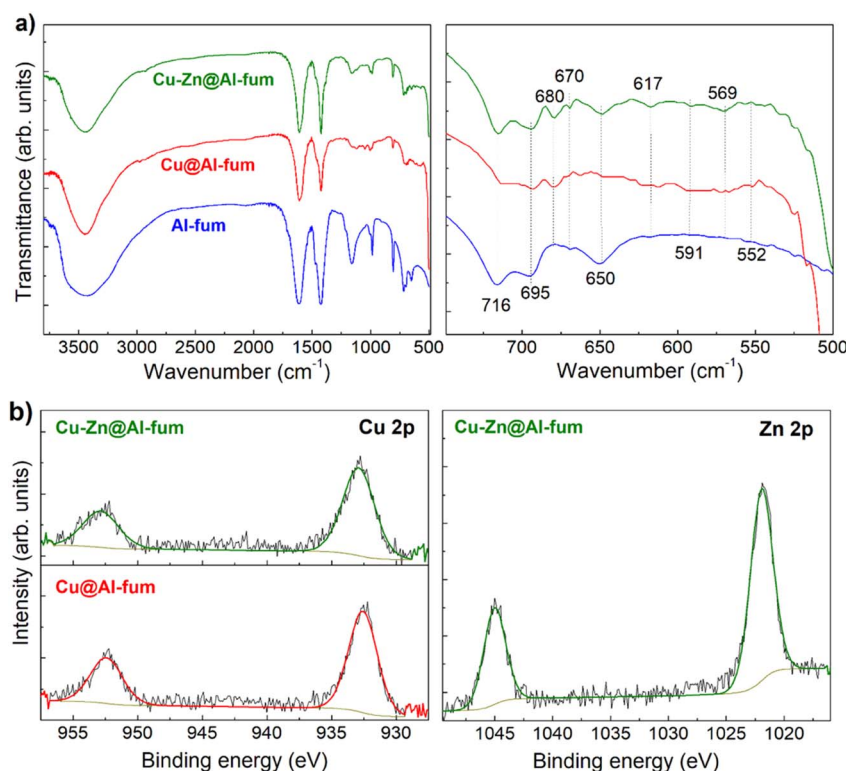 a)
Transmittance (arb. units)
Cu-Zn@Al-fum
Cu@Al-fum
Al-fum
3500 3000 2500 2000 1500 1000 500
Wavenumber (cm-1)
680 670 617 569
716 695 650 591 552
700 650 600 550 500
Wavenumber (cm-1)
b)
Intensity (arb. units)
Cu-Zn@Al-fum Cu 2p
Cu@Al-fum
955 950 945 940 935 930
Binding energy (eV)
Cu-Zn@Al-fum Zn 2p
1045 1040 1035 1030 1025 1020
Binding energy (eV)